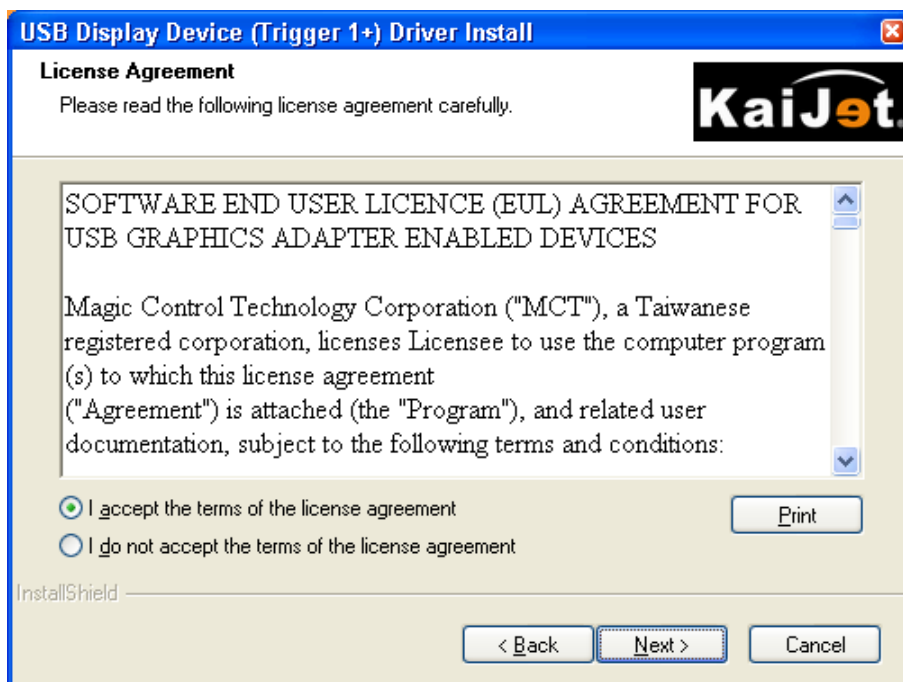 USB Display Device (Trigger 1+) Driver Install
License Agreement
Please read the following license agreement carefully.
KaiJet
SOFTWARE END USER LICENCE (EUL) AGREEMENT FOR
USB GRAPHICS ADAPTER ENABLED DEVICES
Magic Control Technology Corporation ("MCT"), a Taiwanese
registered corporation, licenses Licensee to use the computer program
(s) to which this license agreement
("Agreement") is attached (the "Program"), and related user
documentation, subject to the following terms and conditions:
I accept the terms of the license agreement
Print
I do not accept the terms of the license agreement
InstallShield
< Back
Next >
Cancel